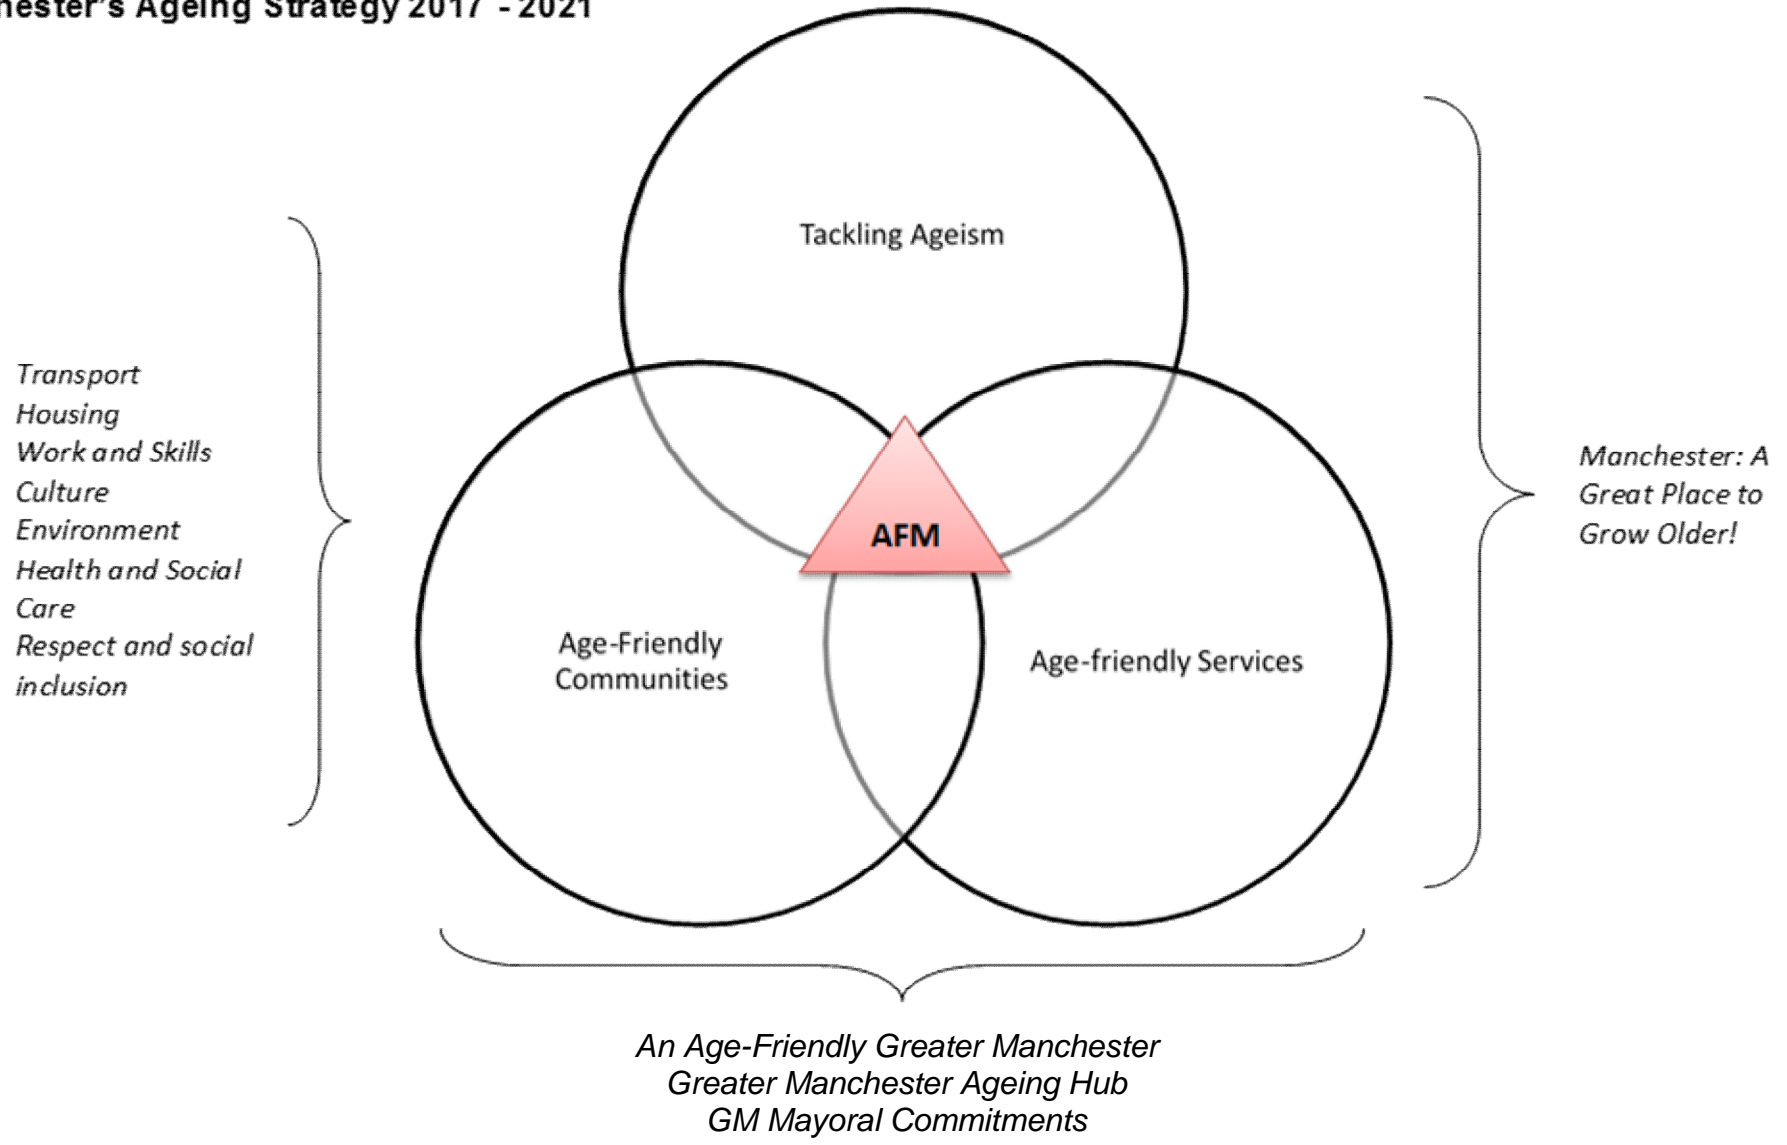 hester's Ageing Strategy 2017 - 2021
Tackling Ageism
Transport
Housing
Work and Skills
Culture
Environment
Health and Social
Care
Respect and social
inclusion
AFM
Age-Friendly
Communities
Age-friendly Services
Manchester: A
Great Place to
Grow Older!
An Age-Friendly Greater Manchester
Greater Manchester Ageing Hub
GM Mayoral Commitments